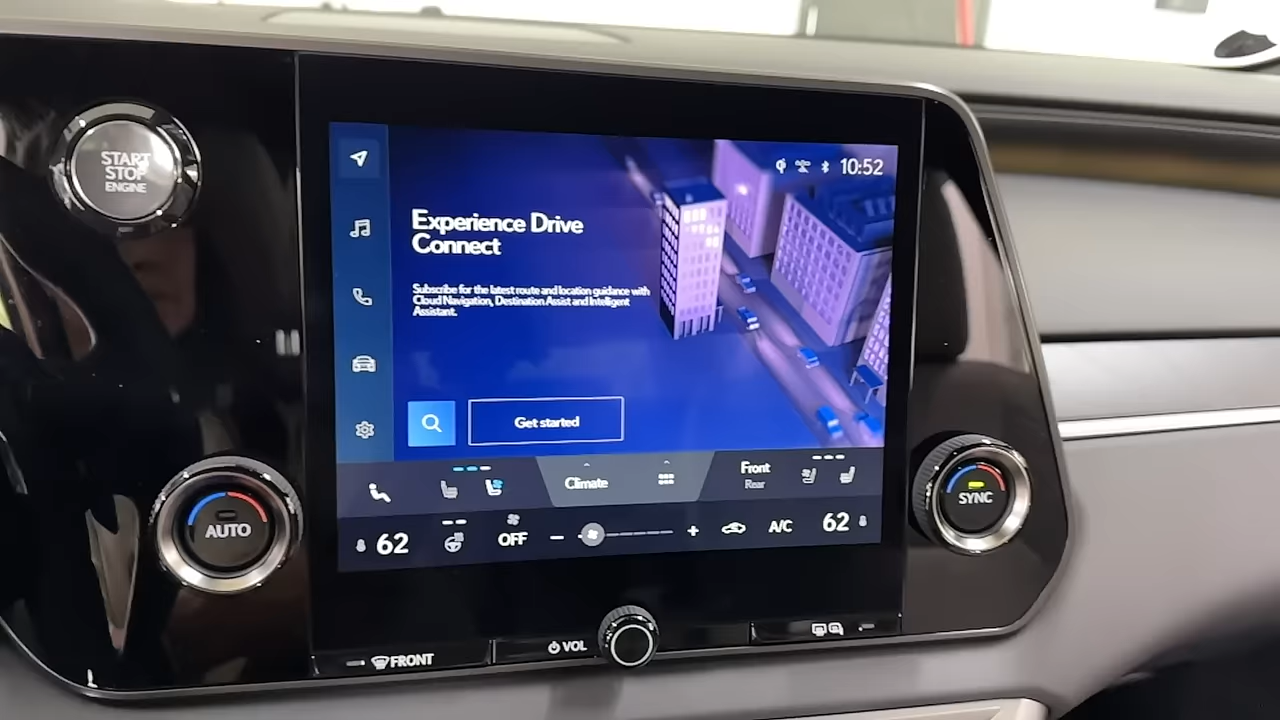 START
STOP
ENGINE
10:52
Experience Drive
Connect
Subscribe for the latest route and location guidance with
Cloud Navigation, Destination Assist and Intelligent
Assistant.
Get started
Climate
Front
Rear
AUTO
SYNC
62
OFF
A/C
62
FRONT
VOL